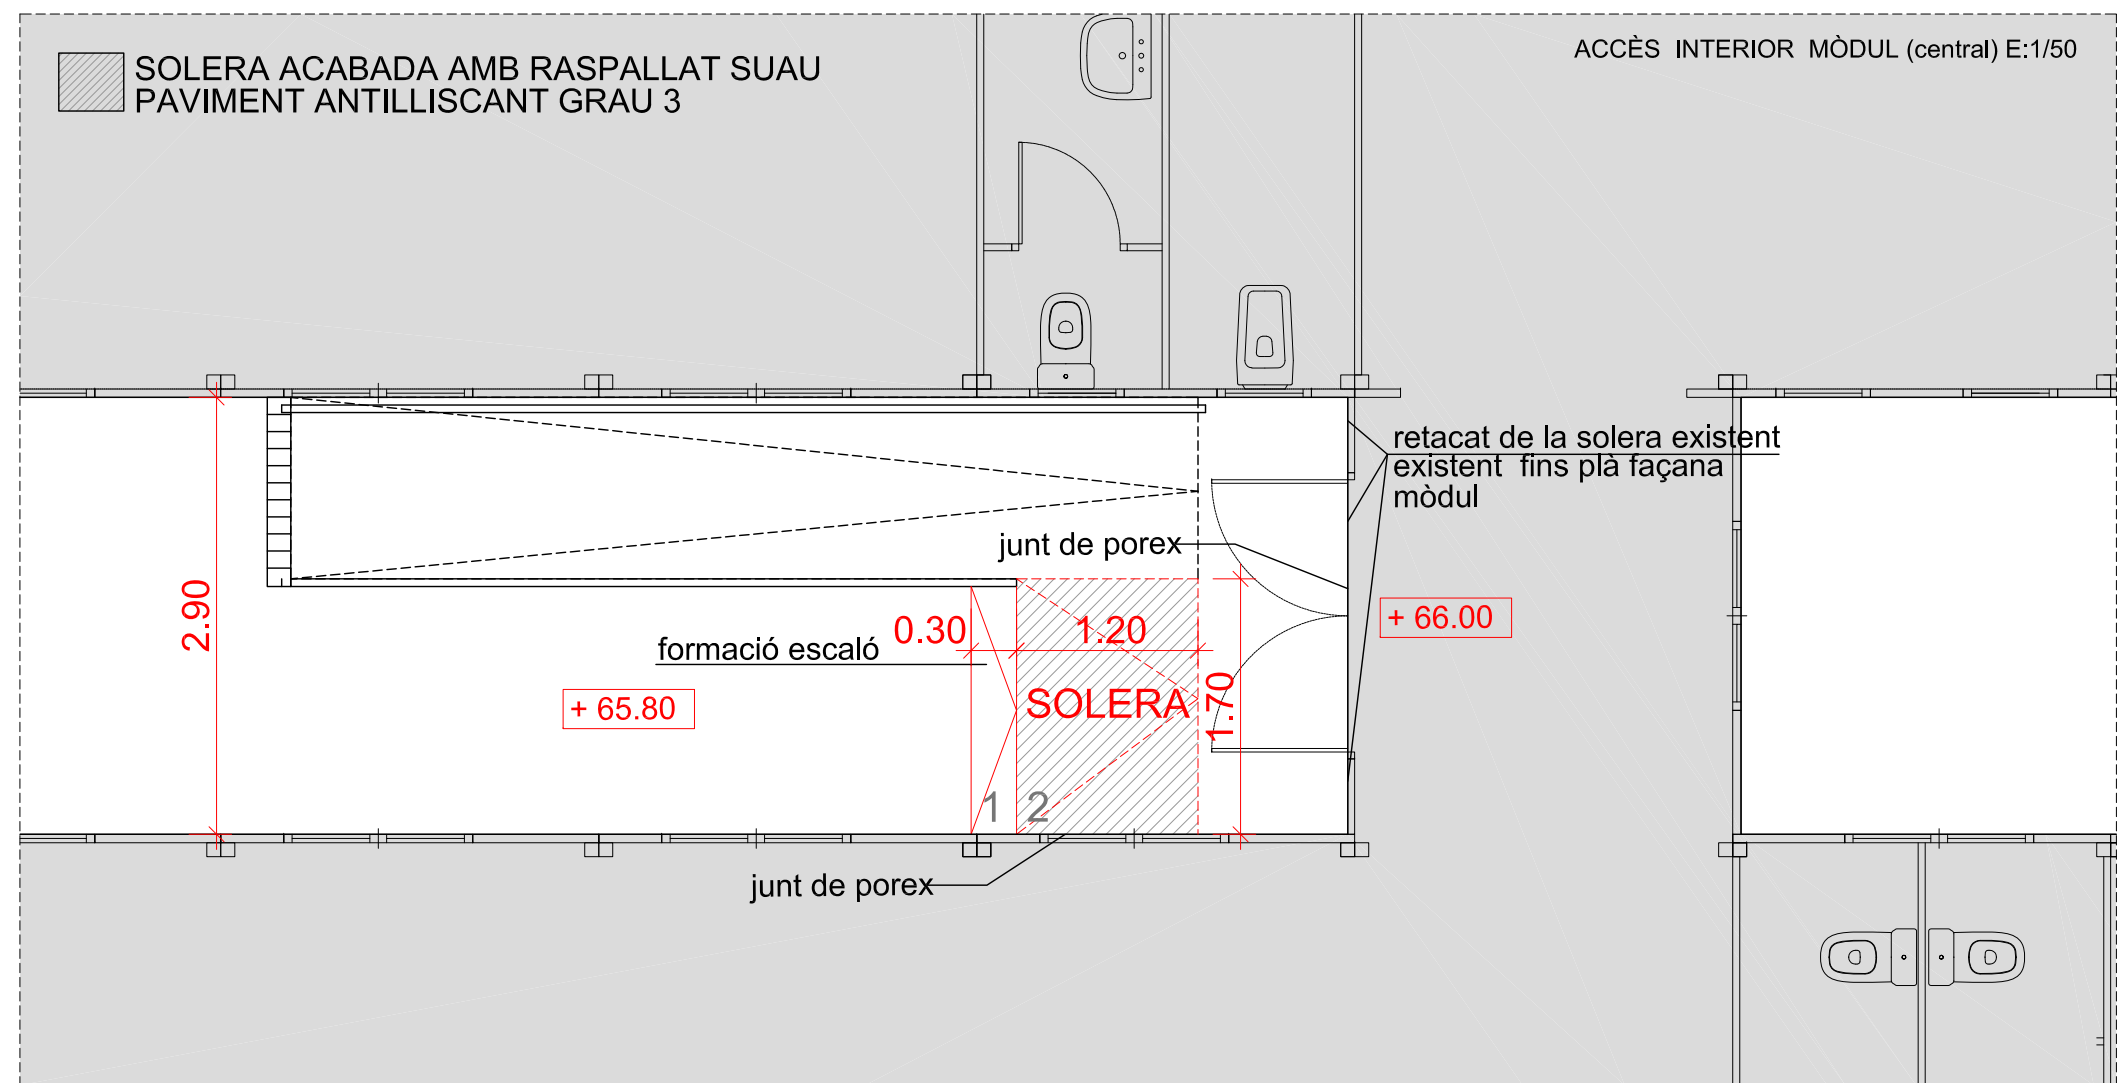 SOLERA ACABADA AMB RASPALLAT SUAU
PAVIMENT ANTILLISCANT GRAU 3
ACCÈS INTERIOR MÒDUL (central) E:1/50
retacat de la solera existent
existent fins plà façana
mòdul
junt de porex
2.90
0.30
1.20
+ 66.00
formació escaló
+ 65.80
SOLERA
1.70
1 2
junt de porex